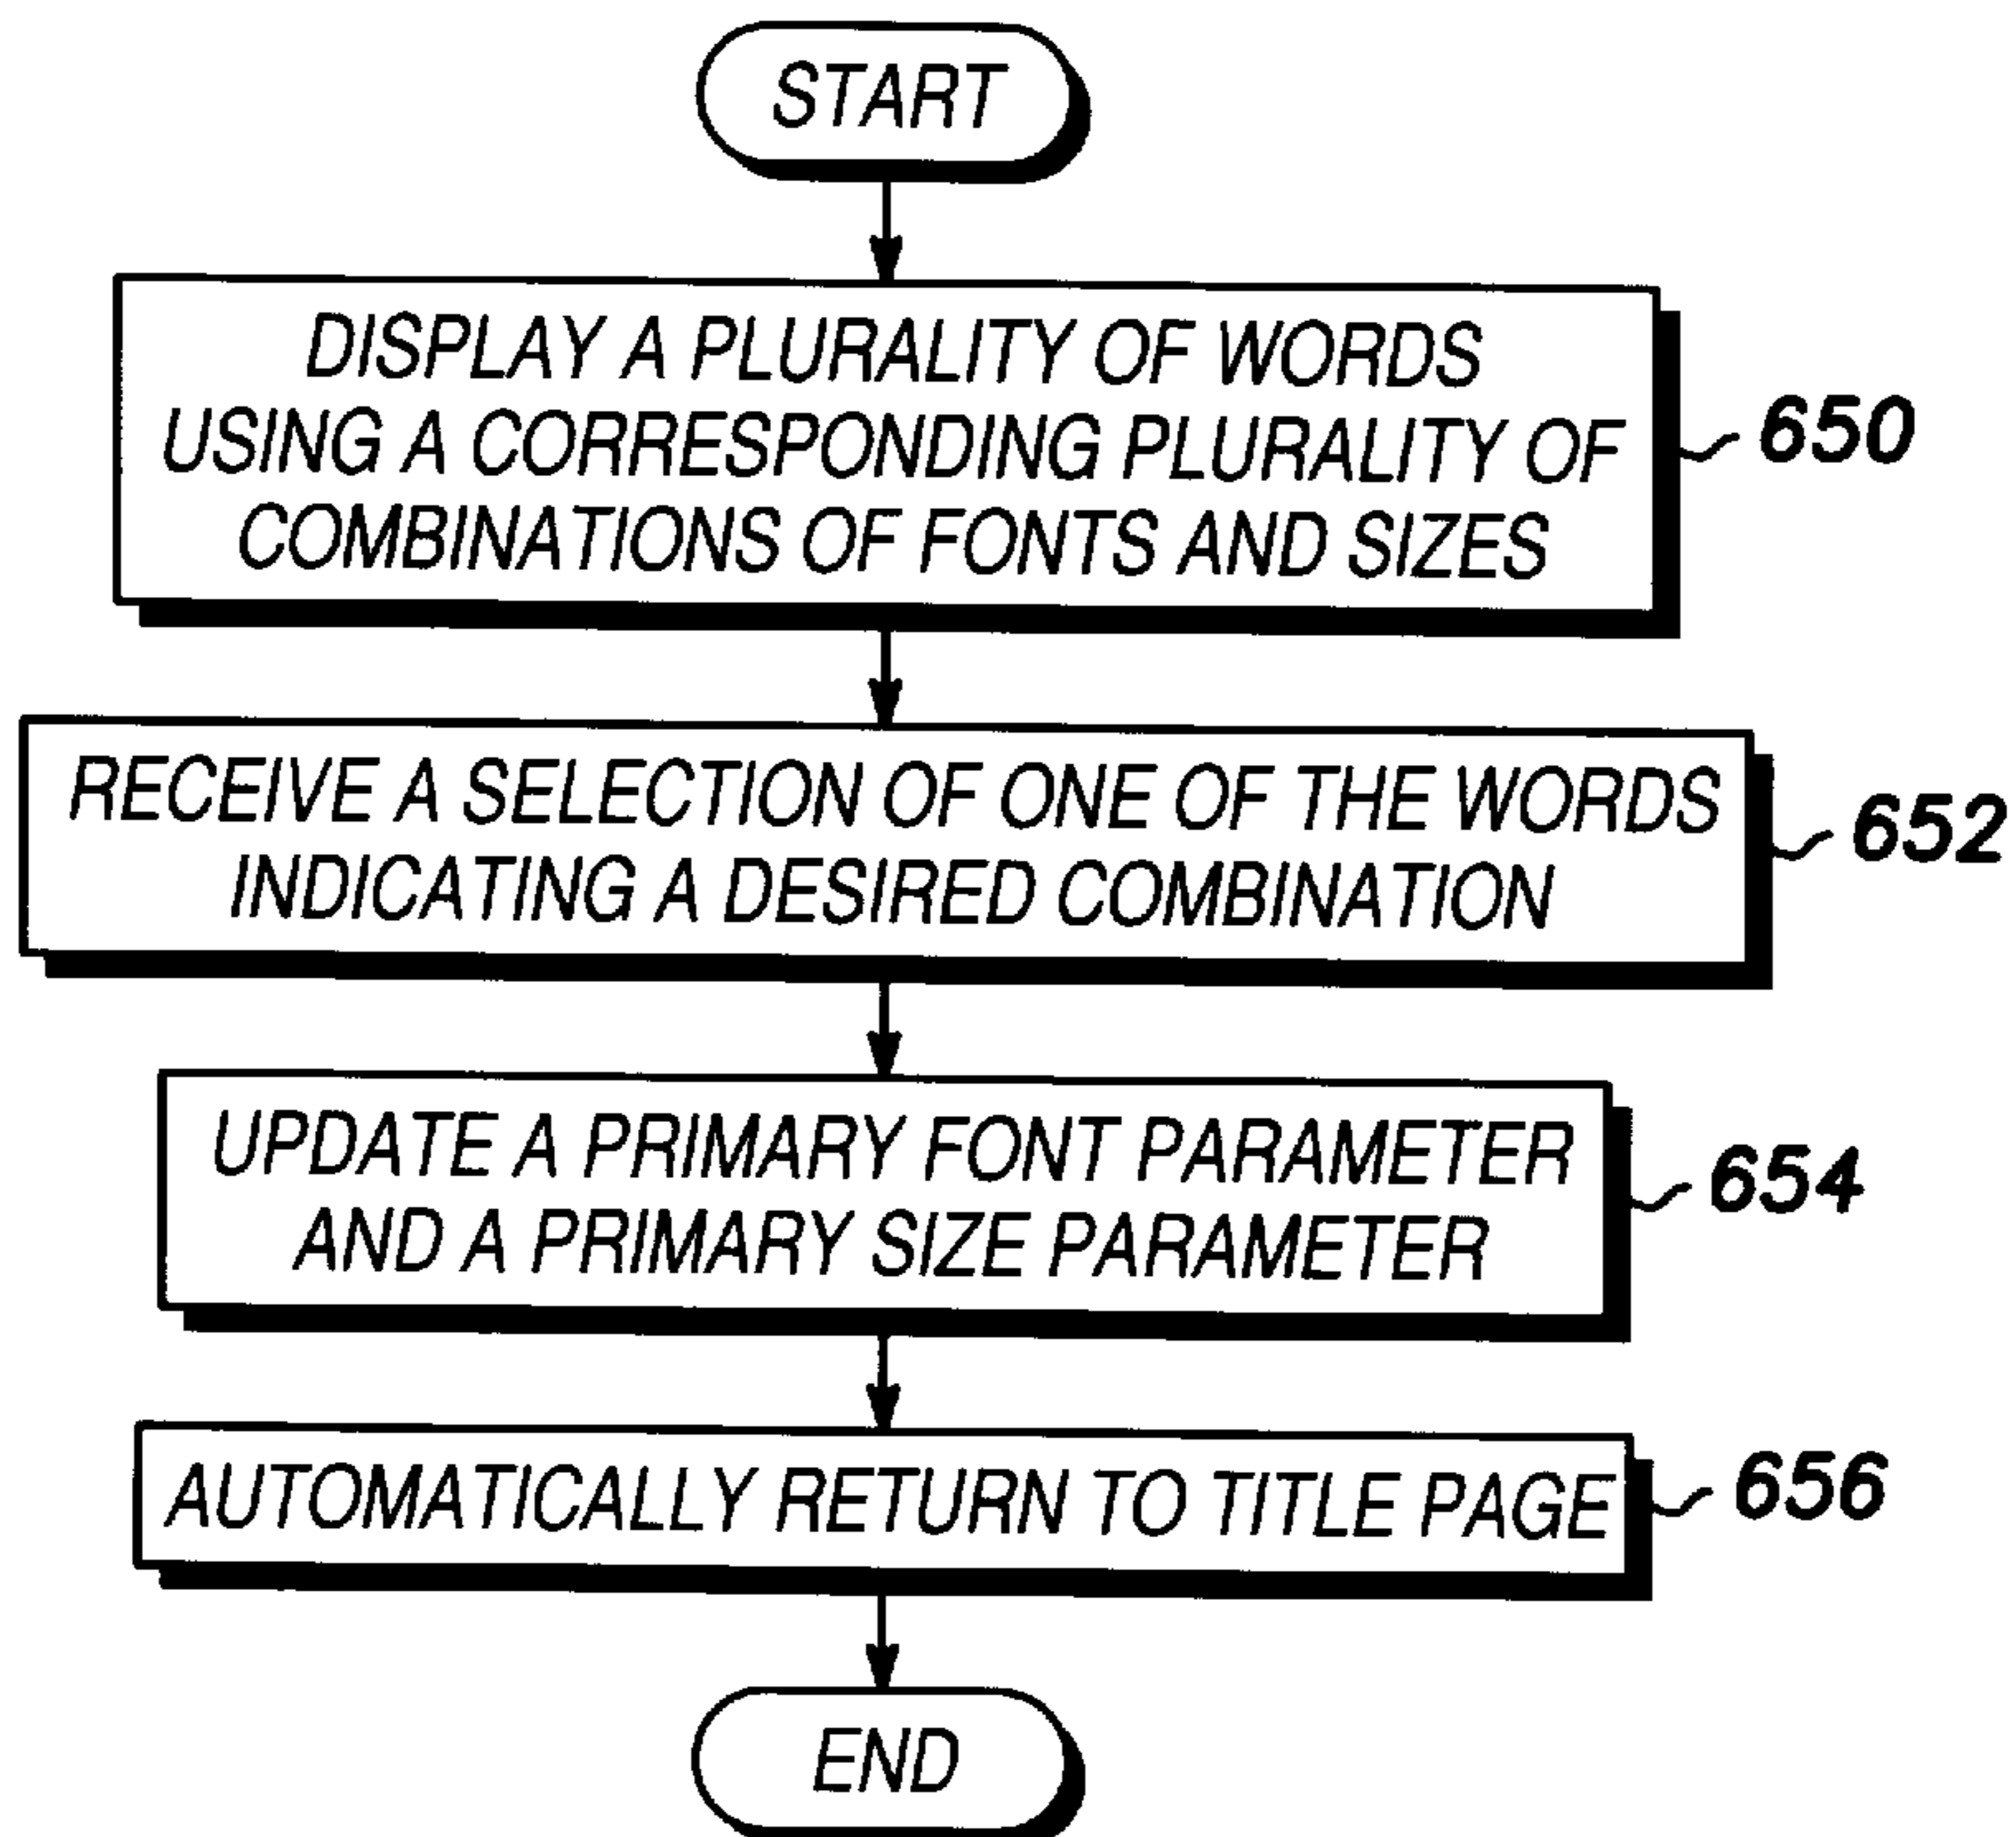 START
DISPLAY A PLURALITY OF WORDS
USING A CORRESPONDING PLURALITY OF
COMBINATIONS OF FONTS AND SIZES
650
RECEIVE A SELECTION OF ONE OF THE WORDS
INDICATING A DESIRED COMBINATION
652
UPDATE A PRIMARY FONT PARAMETER
AND A PRIMARY SIZE PARAMETER
654
AUTOMATICALLY RETURN TO TITLE PAGE
656
END